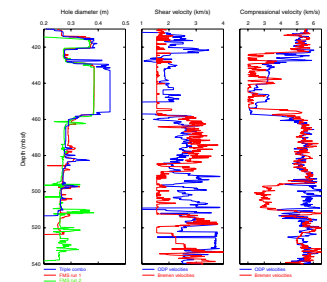 Hole diameter (m)
0.2 0.3 0.4 0.5
Shear velocity (km/s)
1 2 3 4
Compressional velocity (km/s)
2 3 4 5 6
Depth (mbsf)
420
440
460
480
500
520
540
Triple combo
FMS run 1
FMS run 2
ODP velocities
Bremen velocities
ODP velocities
Bremen velocities